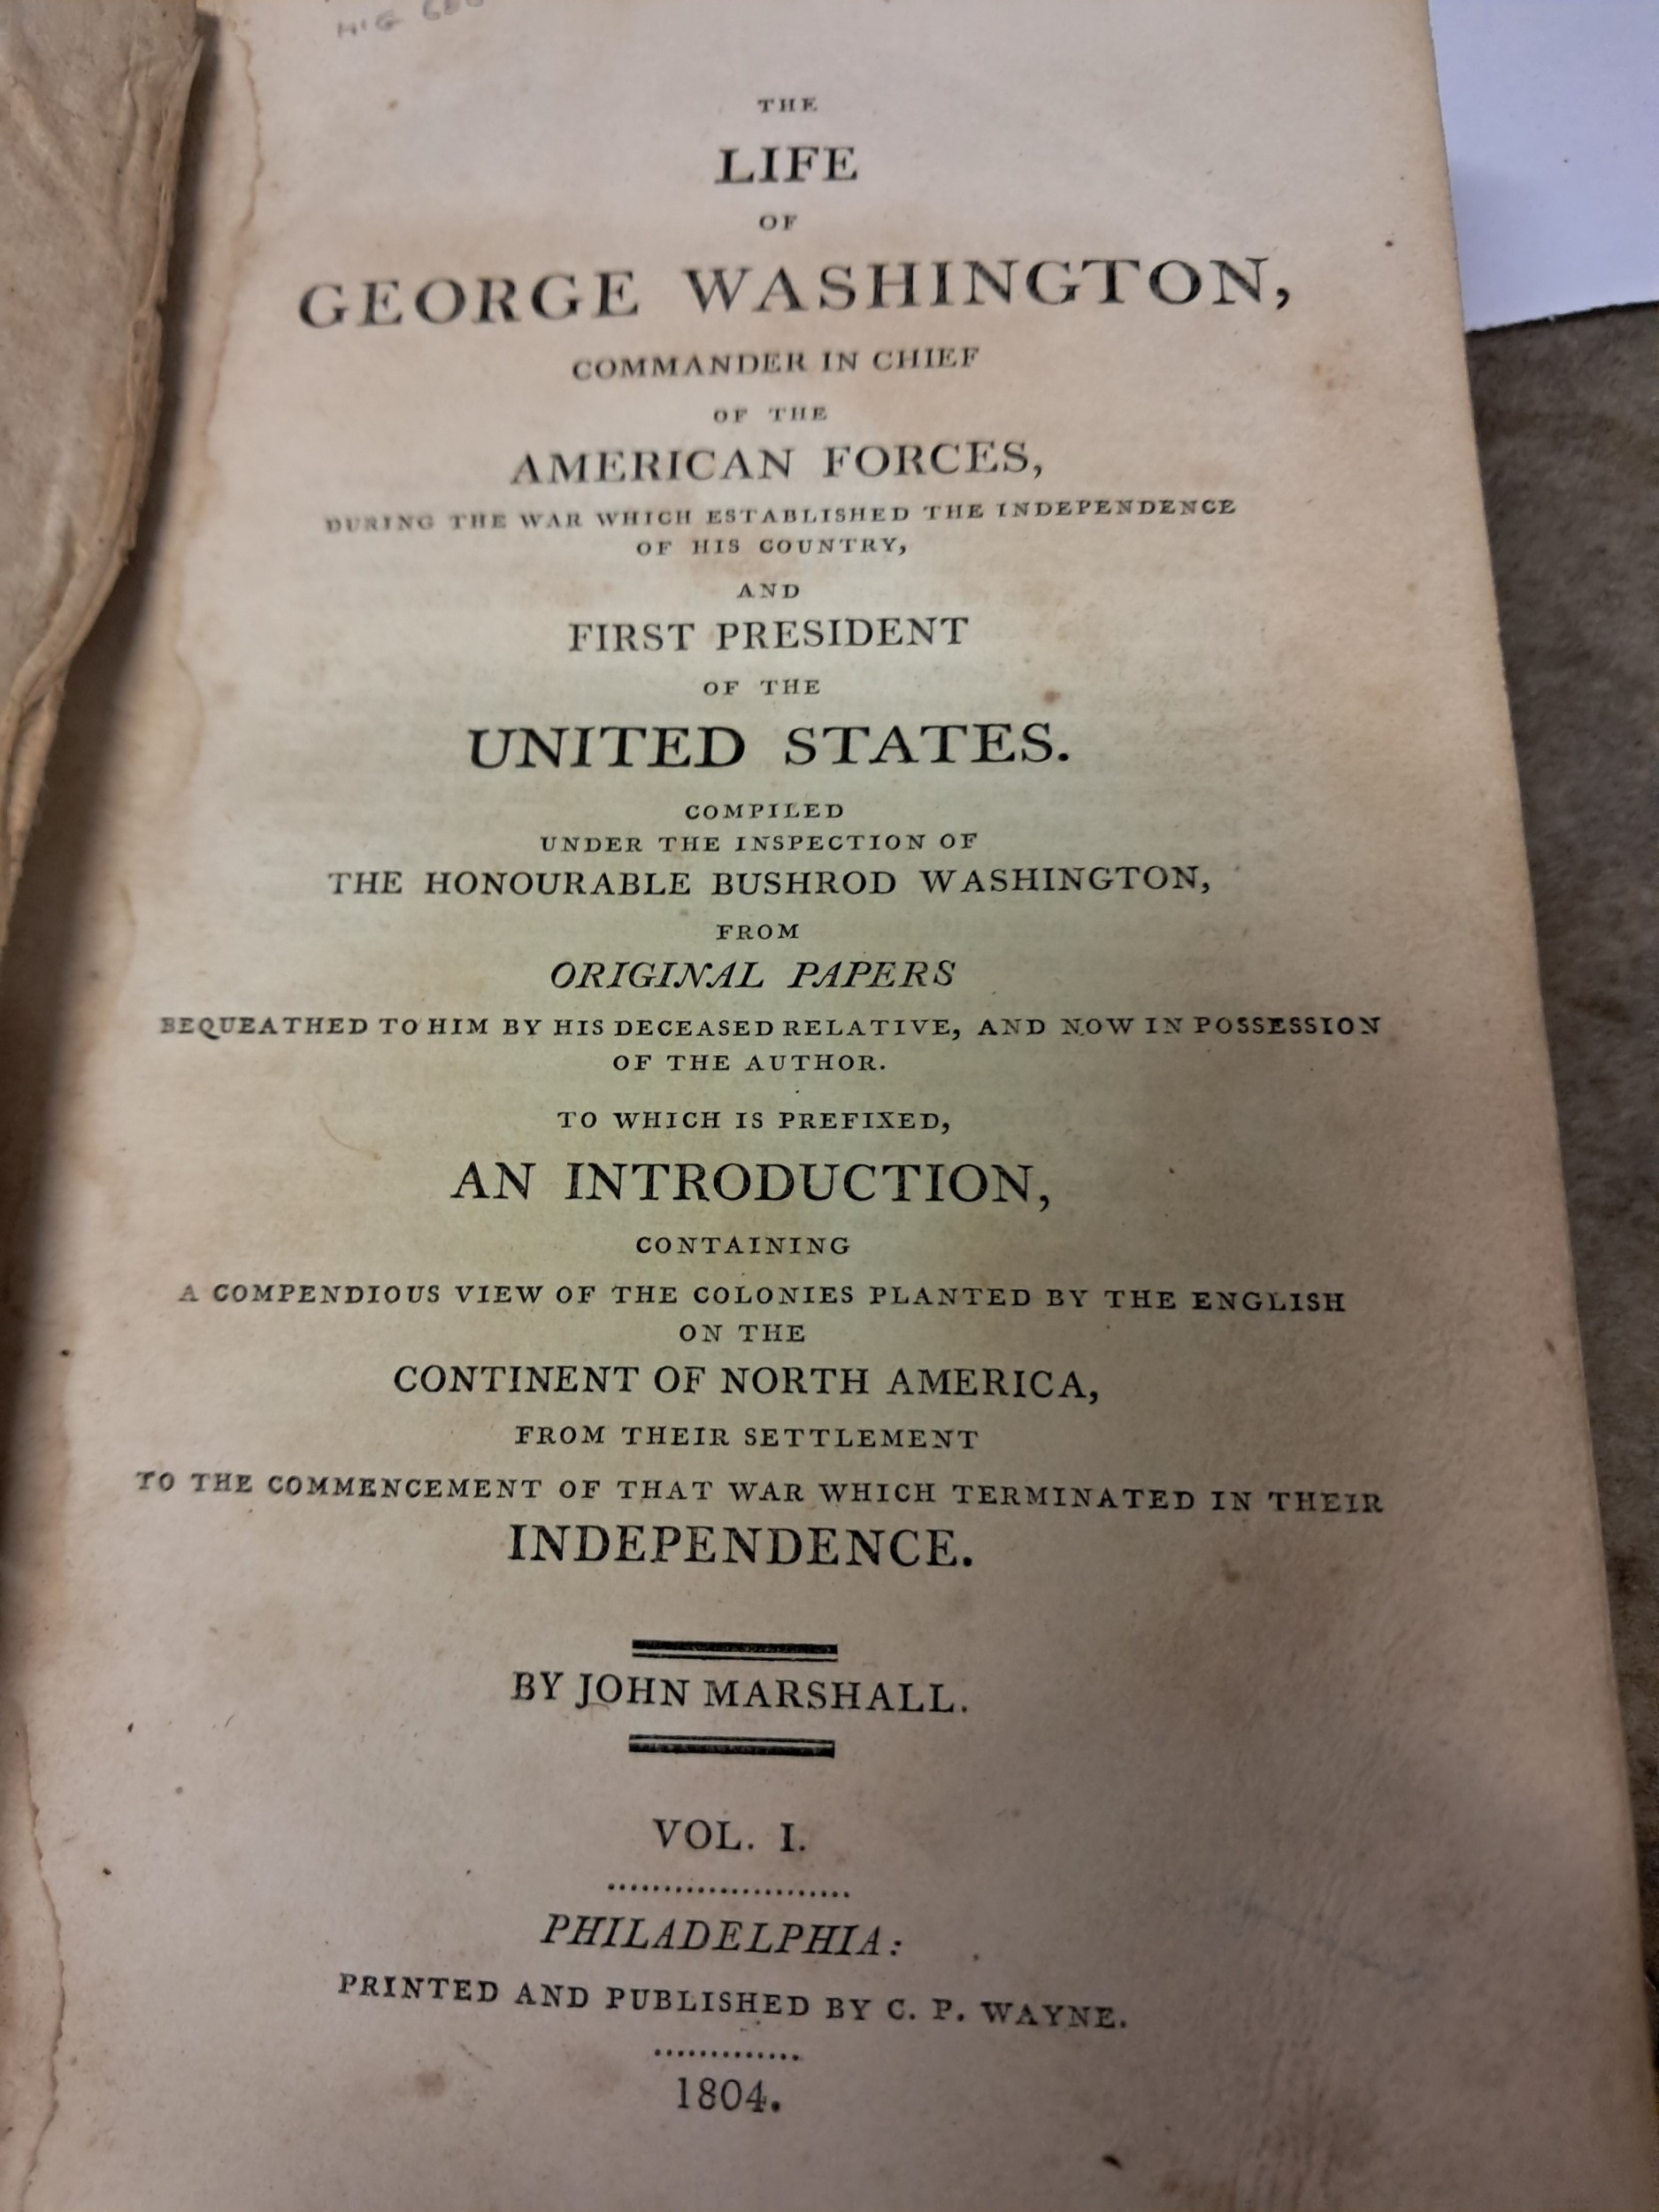 THE
LIFE
OF
GEORGE WASHINGTON,
COMMANDER IN CHIEF
OF THE
AMERICAN FORCES,
DURING THE WAR WHICH ESTABLISHED THE INDEPENDENCE
OF HIS COUNTRY,
AND
FIRST PRESIDENT
OF THE
UNITED STATES.
COMPILED
UNDER THE INSPECTION OF
THE HONOURABLE BUSHROD WASHINGTON,
FROM
ORIGINAL PAPERS
BEQUEATHED TO HIM BY HIS DECEASED RELATIVE, AND NOW IN POSSESSION
OF THE AUTHOR.
TO WHICH IS PREFIXED,
AN INTRODUCTION,
CONTAINING
A COMPENDIOUS VIEW OF THE COLONIES PLANTED BY THE ENGLISH
ON THE
CONTINENT OF NORTH AMERICA,
FROM THEIR SETTLEMENT
TO THE COMMENCEMENT OF THAT WAR WHICH TERMINATED IN THEIR
INDEPENDENCE.
BY JOHN MARSHALL.
VOL. I.
PHILADELPHIA:
PRINTED AND PUBLISHED BY C. P. WAYNE.
1804.